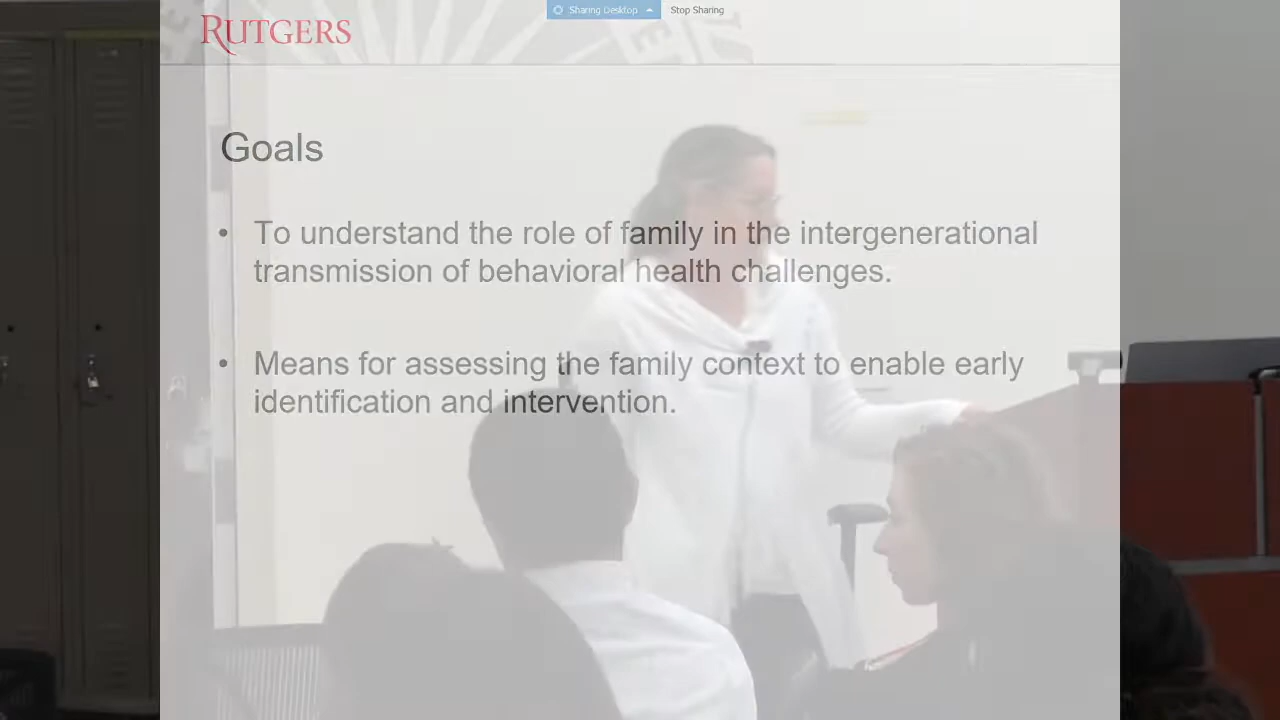 Sharing Desktop
Stop Sharing
RUTGERS
Goals
• To understand the role of family in the intergenerational
transmission of behavioral health challenges.
• Means for assessing the family context to enable early
identification and intervention.